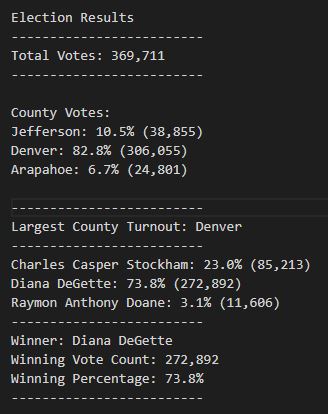 Election Results
-------------------------
Total Votes: 369,711
-------------------------
County Votes:
Jefferson: 10.5% (38,855)
Denver: 82.8% (306,055)
Arapahoe: 6.7% (24,801)
-------------------------
Largest County Turnout: Denver
-------------------------
Charles Casper Stockham: 23.0% (85,213)
Diana DeGette: 73.8% (272,892)
Raymon Anthony Doane: 3.1% (11,606)
-------------------------
Winner: Diana DeGette
Winning Vote Count: 272,892
Winning Percentage: 73.8%
-------------------------